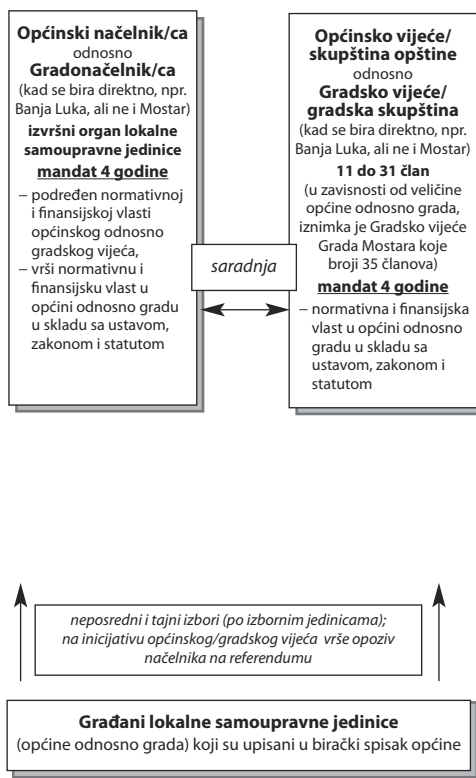 Općinski načelnik/ca
odnosno
Gradonačelnik/ca
(kad se bira direktno, npr.
Banja Luka, ali ne i Mostar)
izvršni organ lokalne
samoupravne jedinice
mandat 4 godine
– podređen normativnoj
i finansijskoj vlasti
općinskog odnosno
gradskog vijeća,
– vrši normativnu i
finansijsku vlast u
općini odnosno gradu
u skladu sa ustavom,
zakonom i statutom
saradnja
Općinsko vijeće/
skupština opštine
odnosno
Gradsko vijeće/
gradska skupština
(kad se bira direktno, npr.
Banja Luka, ali ne i Mostar)
11 do 31 član
(u zavisnosti od veličine
općine odnosno grada,
iznimka je Gradsko vijeće
Grada Mostara koje
broji 35 članova)
mandat 4 godine
– normativna i finansijska
vlast u općini odnosno
gradu u skladu sa
ustavom, zakonom i
statutom
neposredni i tajni izbori (po izbornim jedinicama);
na inicijativu općinskog/gradskog vijeća vrše opoziv
načelnika na referendumu
Građani lokalne samoupravne jedinice
(općine odnosno grada) koji su upisani u birački spisak općine